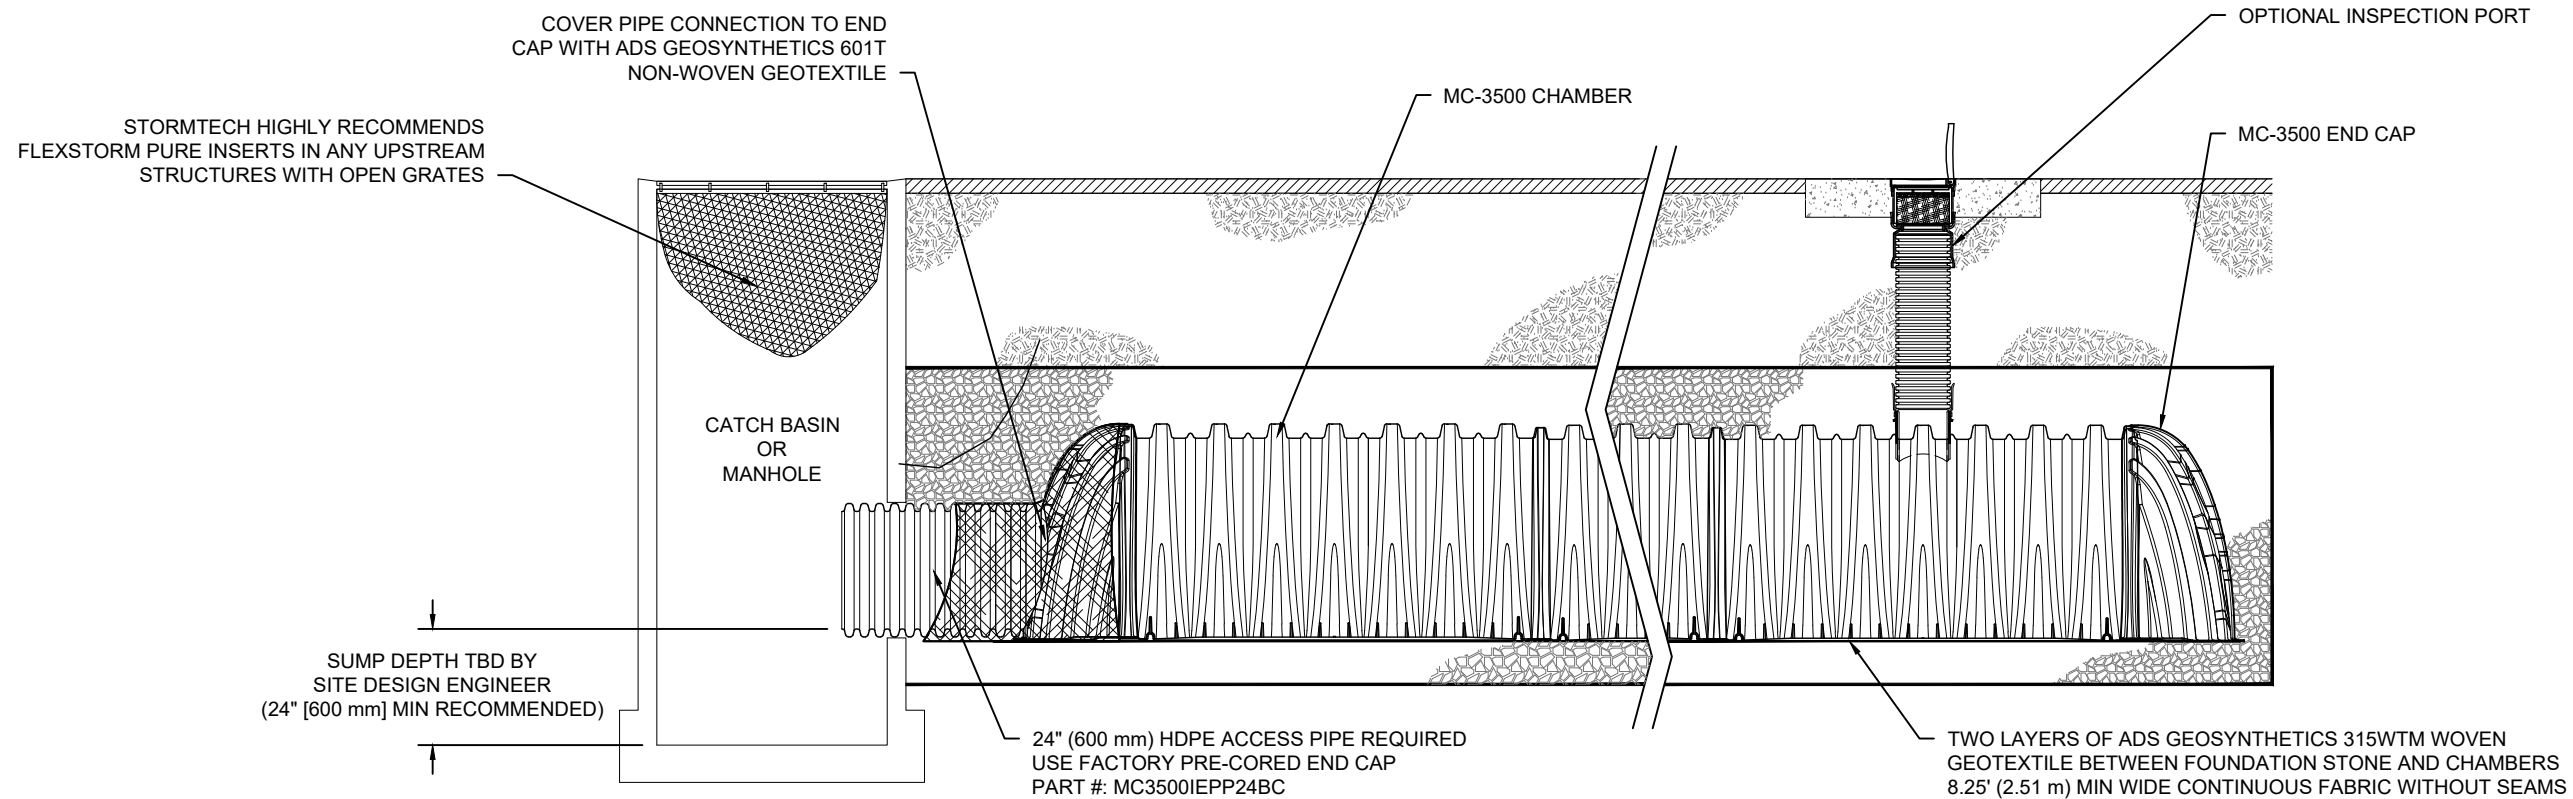 COVER PIPE CONNECTION TO END
CAP WITH ADS GEOSYNTHETICS 601T
NON-WOVEN GEOTEXTILE
STORMTECH HIGHLY RECOMMENDS
FLEXSTORM PURE INSERTS IN ANY UPSTREAM
STRUCTURES WITH OPEN GRATES
MC-3500 CHAMBER
OPTIONAL INSPECTION PORT
MC-3500 END CAP
CATCH BASIN
OR
MANHOLE
SUMP DEPTH TBD BY
SITE DESIGN ENGINEER
(24" [600 mm] MIN RECOMMENDED)
24" (600 mm) HDPE ACCESS PIPE REQUIRED
USE FACTORY PRE-CORED END CAP
PART #: MC3500IEPP24BC
TWO LAYERS OF ADS GEOSYNTHETICS 315WTM WOVEN
GEOTEXTILE BETWEEN FOUNDATION STONE AND CHAMBERS
8.25' (2.51 m) MIN WIDE CONTINUOUS FABRIC WITHOUT SEAMS